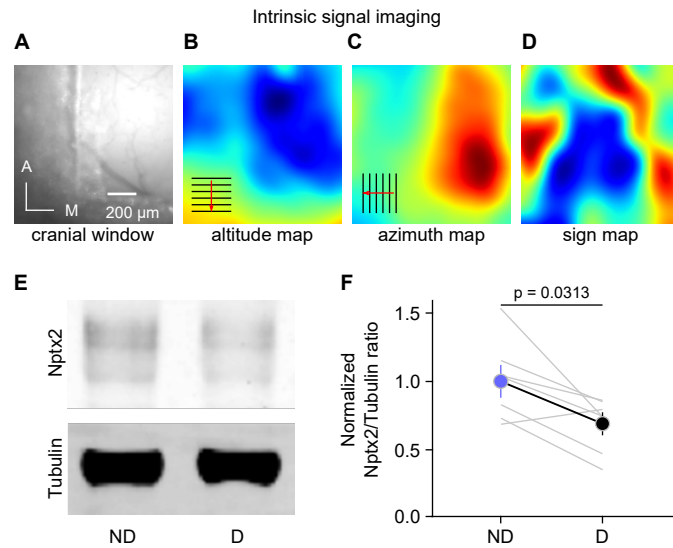 Intrinsic signal imaging
A
B
C
D
A
M
200 µm
cranial window
altitude map
azimuth map
sign map
E
Nptx2
Tubulin
ND
D
F
p = 0.0313
Normalized
Nptx2/Tubulin ratio
1.5
1.0
0.5
0.0
ND
D